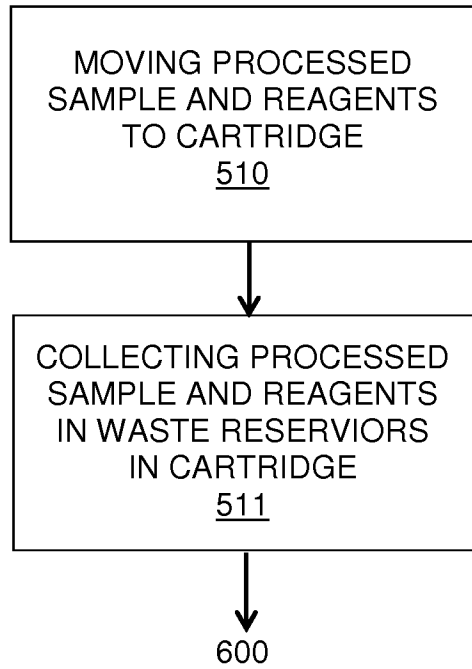 MOVING PROCESSED
SAMPLE AND REAGENTS
TO CARTRIDGE
510
COLLECTING PROCESSED
SAMPLE AND REAGENTS
IN WASTE RESERVIORS
IN CARTRIDGE
511
600